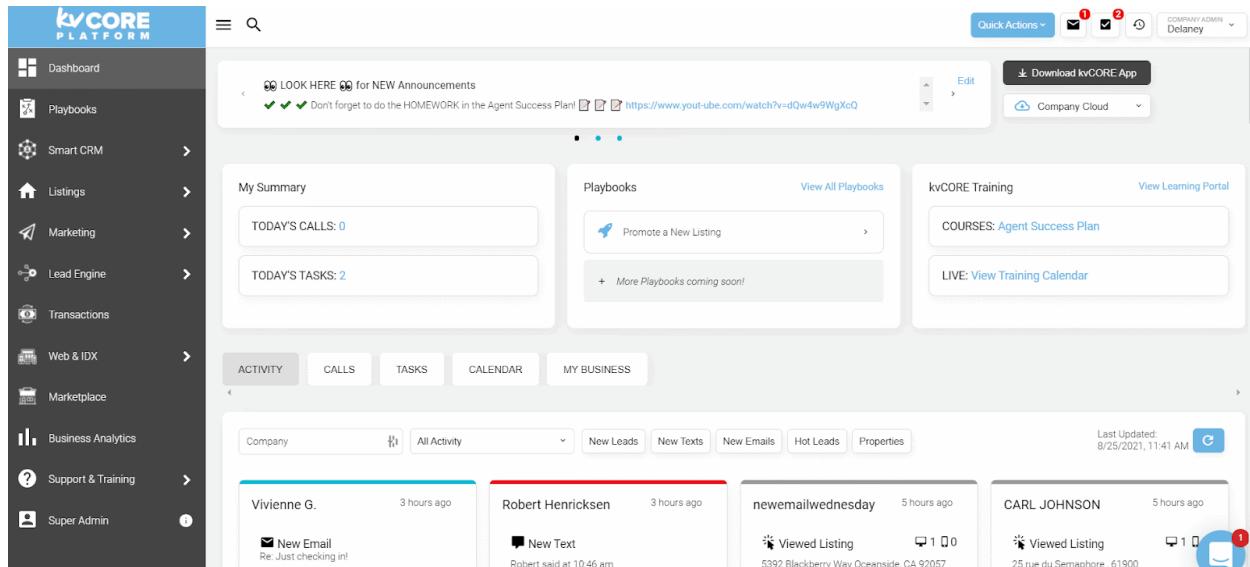 kvCORE
PLATFORM
Quick Actions
1
2
COMPANY ADMIN
Delaney
Dashboard
Playbooks
Smart CRM
Listings
Marketing
Lead Engine
Transactions
Web & IDX
Marketplace
Business Analytics
Support & Training
Super Admin
👀 LOOK HERE 👀 for NEW Announcements
Edit
✔ ✔ ✔ Don't forget to do the HOMEWORK in the Agent Success Plan! 📝 📝 📝 https://www.yout-ube.com/watch?v=dQw4w9WgXcQ
Download kvCORE App
Company Cloud
My Summary
TODAY'S CALLS: 0
TODAY'S TASKS: 2
Playbooks
View All Playbooks
Promote a New Listing
+ More Playbooks coming soon!
kvCORE Training
View Learning Portal
COURSES: Agent Success Plan
LIVE: View Training Calendar
ACTIVITY
CALLS
TASKS
CALENDAR
MY BUSINESS
Company
All Activity
New Leads
New Texts
New Emails
Hot Leads
Properties
Last Updated:
8/25/2021, 11:41 AM
Vivienne G.
3 hours ago
New Email
Re: Just checking in!
Robert Henricksen
3 hours ago
New Text
Robert said at 10:46 am
newemailwednesday
5 hours ago
Viewed Listing
1 0
5392 Blackberry Way Oceanside, CA 92057
CARL JOHNSON
5 hours ago
Viewed Listing
1
25 rue du Semaphore , 61900
1